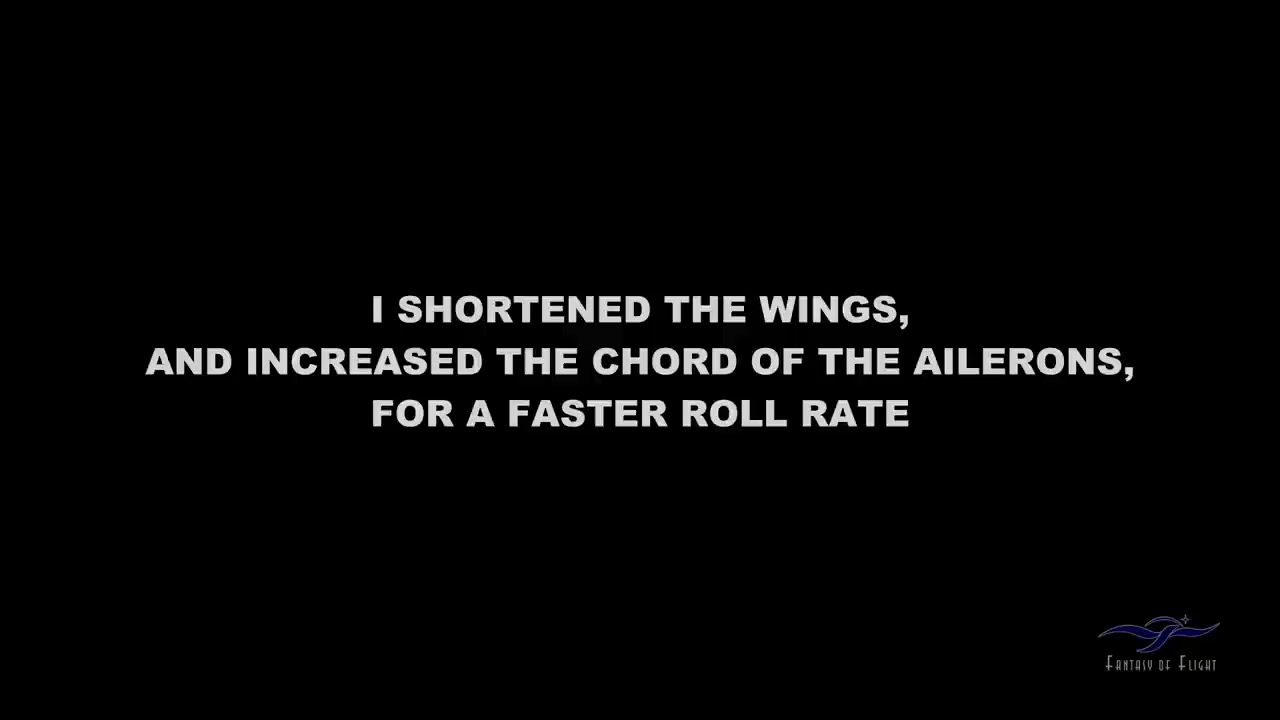 I SHORTENED THE WINGS,
AND INCREASED THE CHORD OF THE AILERONS,
FOR A FASTER ROLL RATE
FANTASY OF FLIGHT